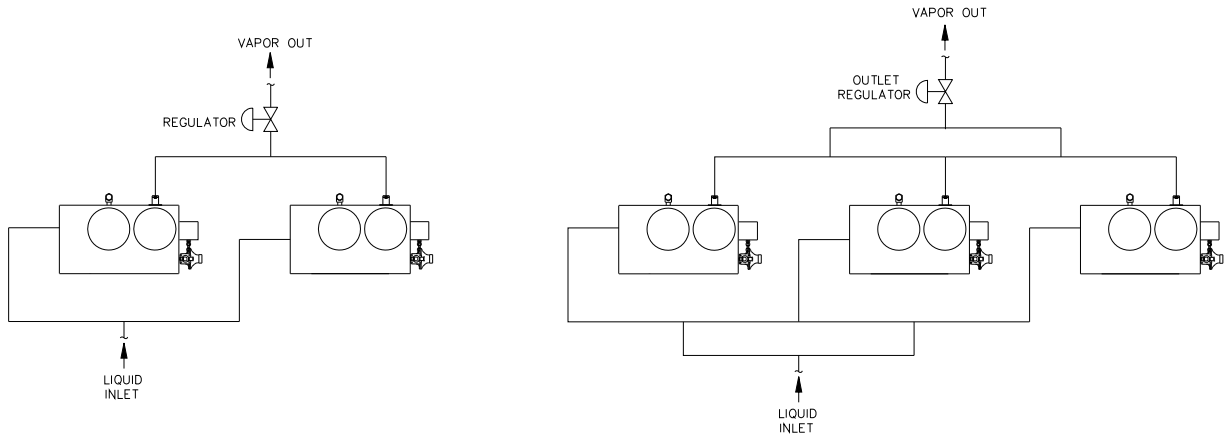 VAPOR OUT
REGULATOR
LIQUID
INLET
VAPOR OUT
OUTLET
REGULATOR
LIQUID
INLET